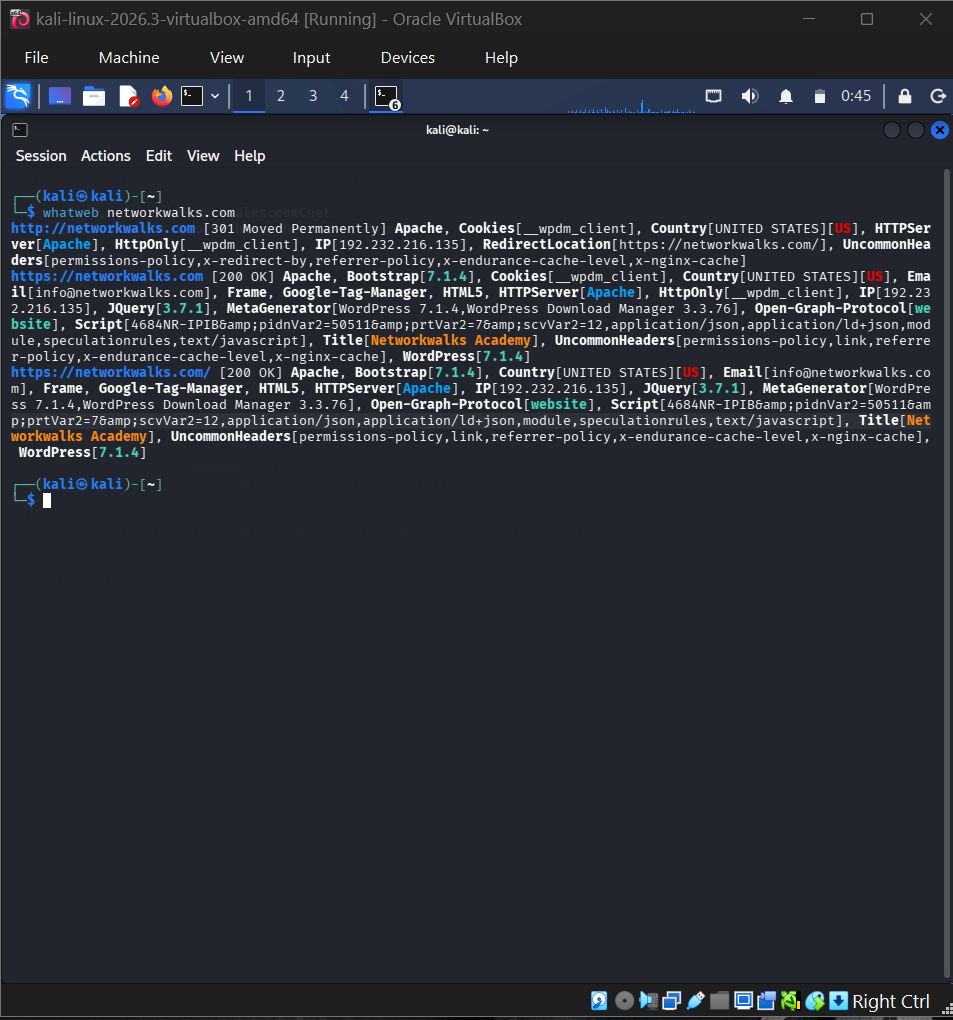 kali-linux-2026.3-virtualbox-amd64 [Running] - Oracle VirtualBox
File Machine View Input Devices Help
1 2 3 4 6 0:45
kali@kali: ~
Session Actions Edit View Help
┌──(kali㉿kali)-[~]
└─$ whatweb networkwalks.com
http://networkwalks.com [301 Moved Permanently] Apache, Cookies[__wpdm_client], Country[UNITED STATES][US], HTTPSer
ver[Apache], HttpOnly[__wpdm_client], IP[192.232.216.135], RedirectLocation[https://networkwalks.com/], UncommonHea
ders[permissions-policy,x-redirect-by,referrer-policy,x-endurance-cache-level,x-nginx-cache]
https://networkwalks.com [200 OK] Apache, Bootstrap[7.1.4], Cookies[__wpdm_client], Country[UNITED STATES][US], Ema
il[info@networkwalks.com], Frame, Google-Tag-Manager, HTML5, HTTPServer[Apache], HttpOnly[__wpdm_client], IP[192.23
2.216.135], JQuery[3.7.1], MetaGenerator[WordPress 7.1.4,WordPress Download Manager 3.3.76], Open-Graph-Protocol[we
bsite], Script[4684NR-IPIB&amp;pidnVar2=50511&amp;prtVar2=7&amp;scvVar2=12,application/json,application/ld+json,mod
ule,speculationrules,text/javascript], Title[Networkwalks Academy], UncommonHeaders[permissions-policy,link,referre
r-policy,x-endurance-cache-level,x-nginx-cache], WordPress[7.1.4]
https://networkwalks.com/ [200 OK] Apache, Bootstrap[7.1.4], Country[UNITED STATES][US], Email[info@networkwalks.co
m], Frame, Google-Tag-Manager, HTML5, HTTPServer[Apache], IP[192.232.216.135], JQuery[3.7.1], MetaGenerator[WordPre
ss 7.1.4,WordPress Download Manager 3.3.76], Open-Graph-Protocol[website], Script[4684NR-IPIB&amp;pidnVar2=50511&am
p;prtVar2=7&amp;scvVar2=12,application/json,application/ld+json,module,speculationrules,text/javascript], Title[Net
workwalks Academy], UncommonHeaders[permissions-policy,link,referrer-policy,x-endurance-cache-level,x-nginx-cache],
WordPress[7.1.4]
┌──(kali㉿kali)-[~]
└─$
Right Ctrl